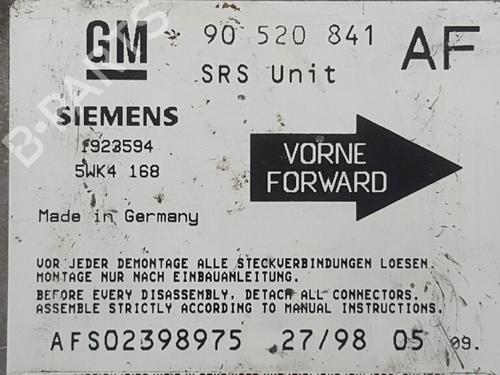 GM 90 520 841 AF
SRS Unit
SIEMENS
5WK4 168
VORNE
FORWARD
Made in Germany
VOR JEDER DEMONTAGE ALLE STECKVERBINDUNGEN LOESEN.
MONTAGE NUR NACH EINBAUANLEITUNG.
BEFORE EVERY DISASSEMBLY, DETACH ALL CONNECTORS.
ASSEMBLE STRICTLY ACCORDING TO MANUAL INSTRUCTIONS.
AFS02398975 27/98 05 09.
B-PARTS